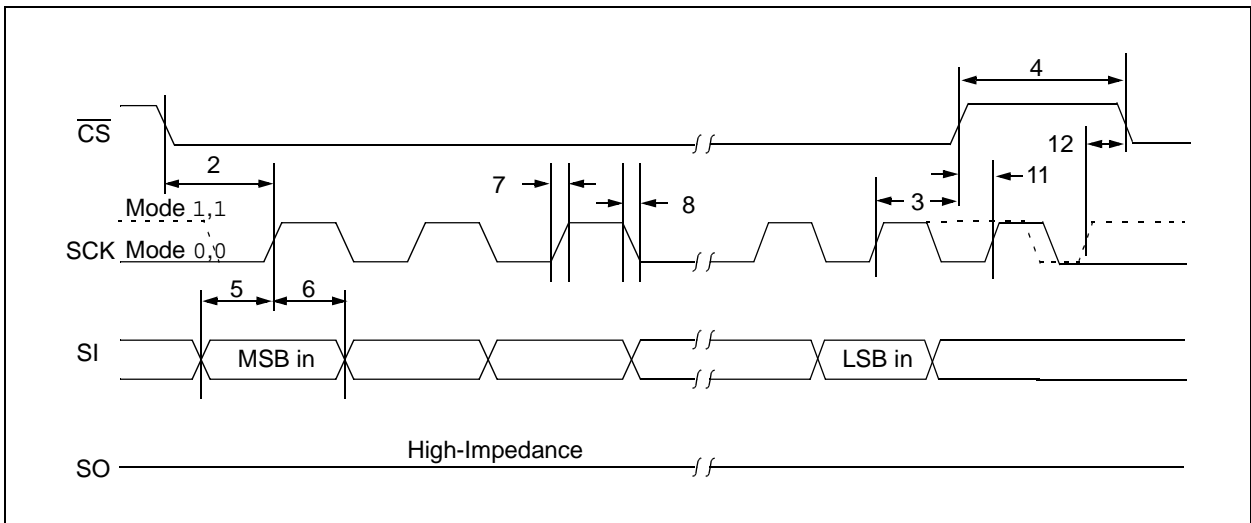 4
C̅S̅
12
2
11
7
8
3
Mode 1,1
SCK Mode 0,0
5
6
SI
MSB in
LSB in
High-Impedance
SO